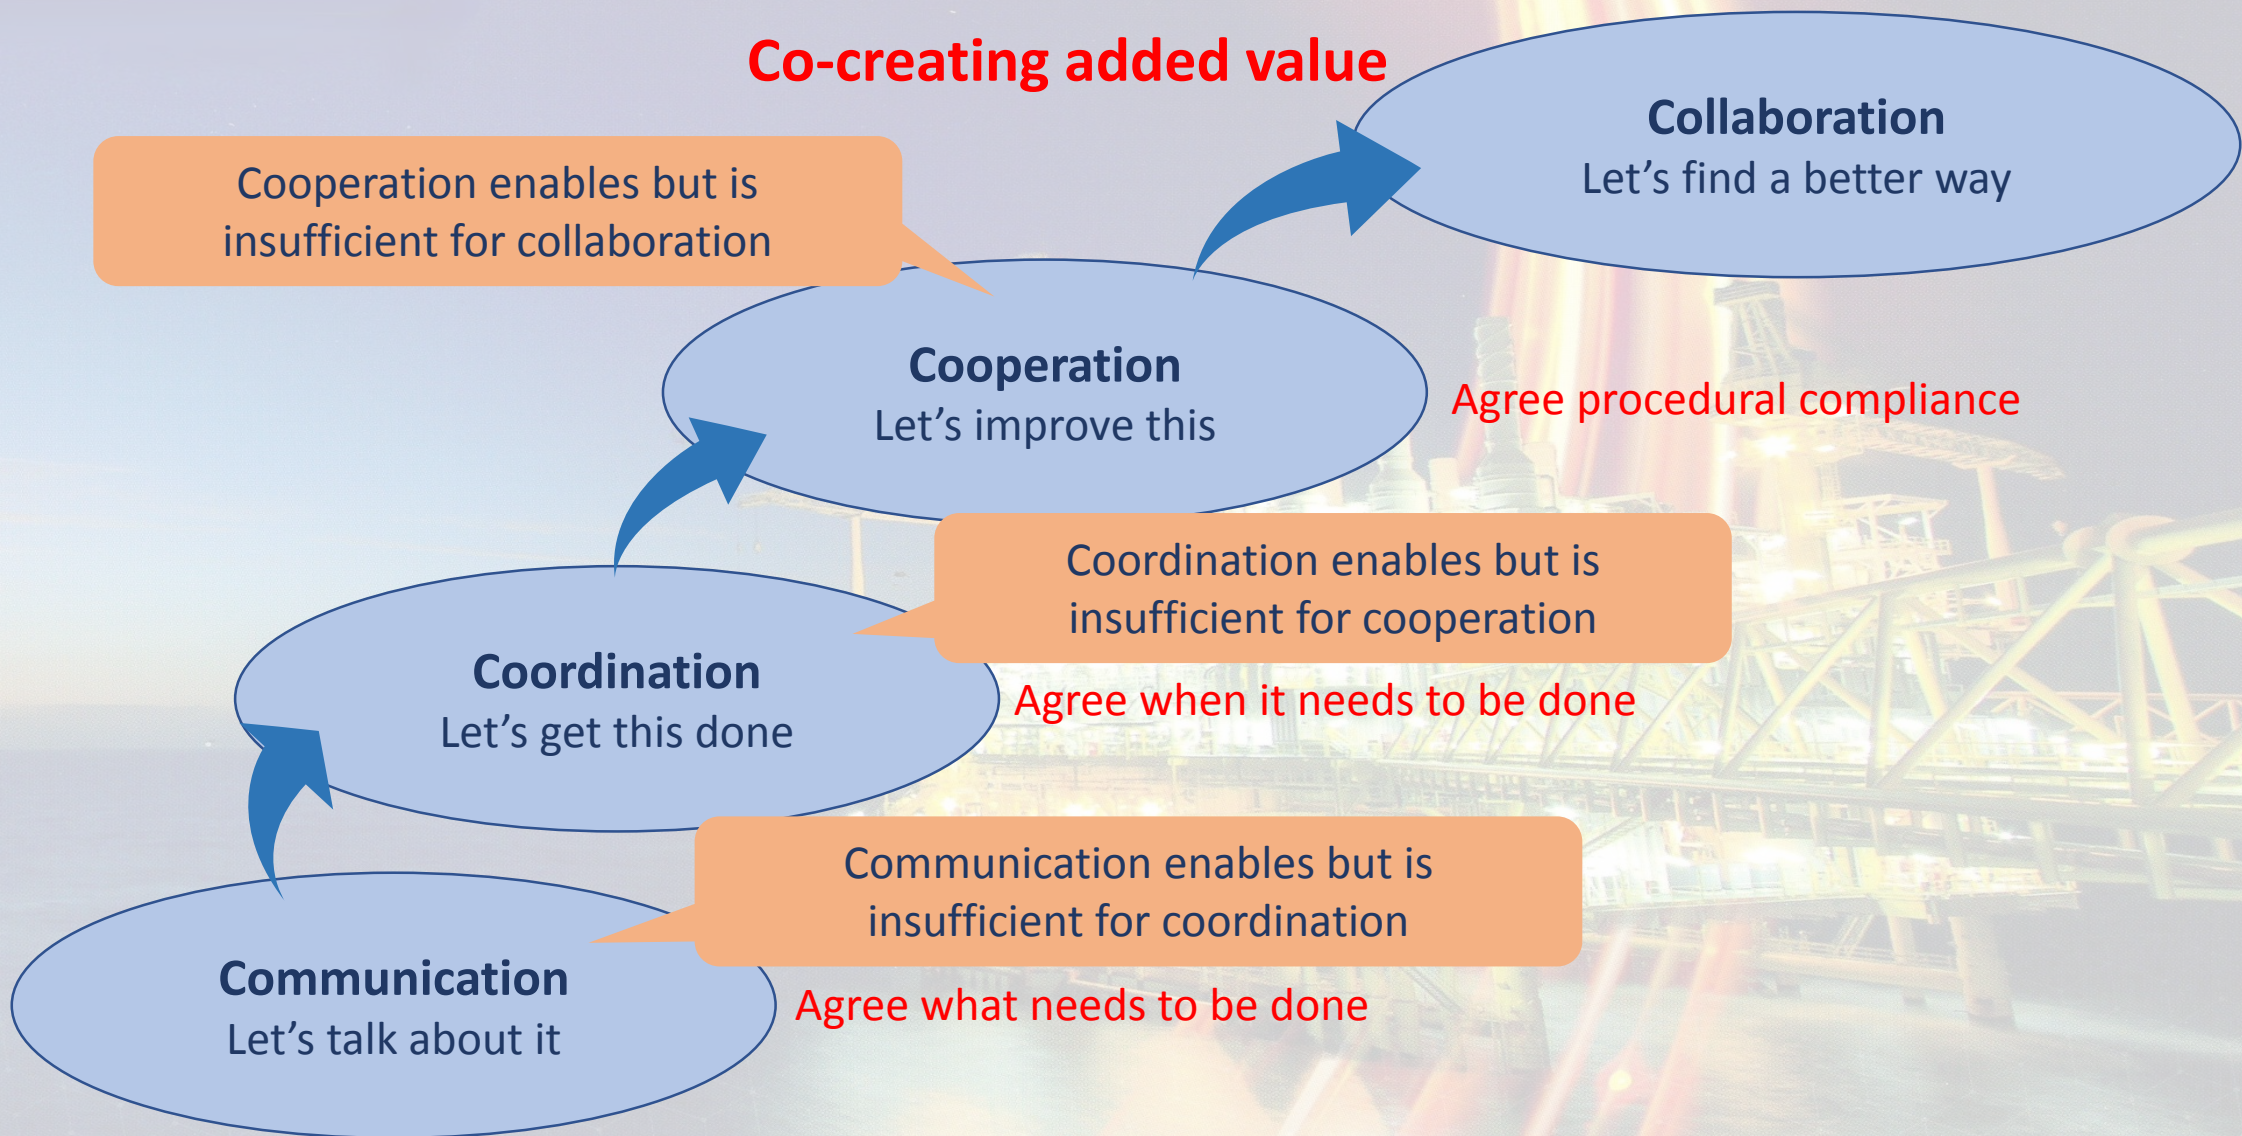 Co-creating added value
Collaboration
Let's find a better way
Cooperation enables but is
insufficient for collaboration
Cooperation
Let's improve this
Agree procedural compliance
Coordination enables but is
insufficient for cooperation
Coordination
Let's get this done
Agree when it needs to be done
Communication enables but is
insufficient for coordination
Communication
Let's talk about it
Agree what needs to be done